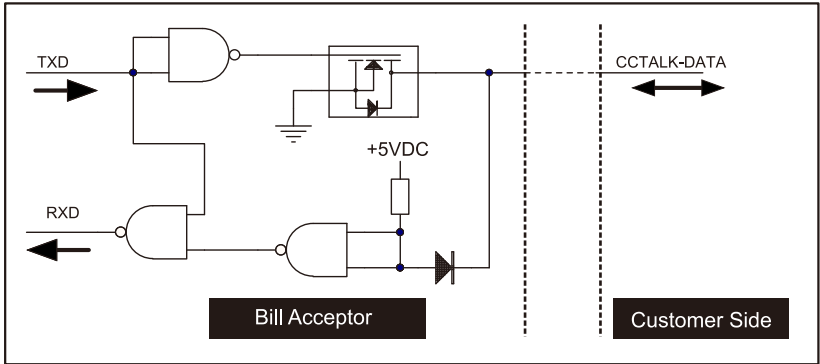 TXD
CCTALK-DATA
+5VDC
RXD
Bill Acceptor
Customer Side